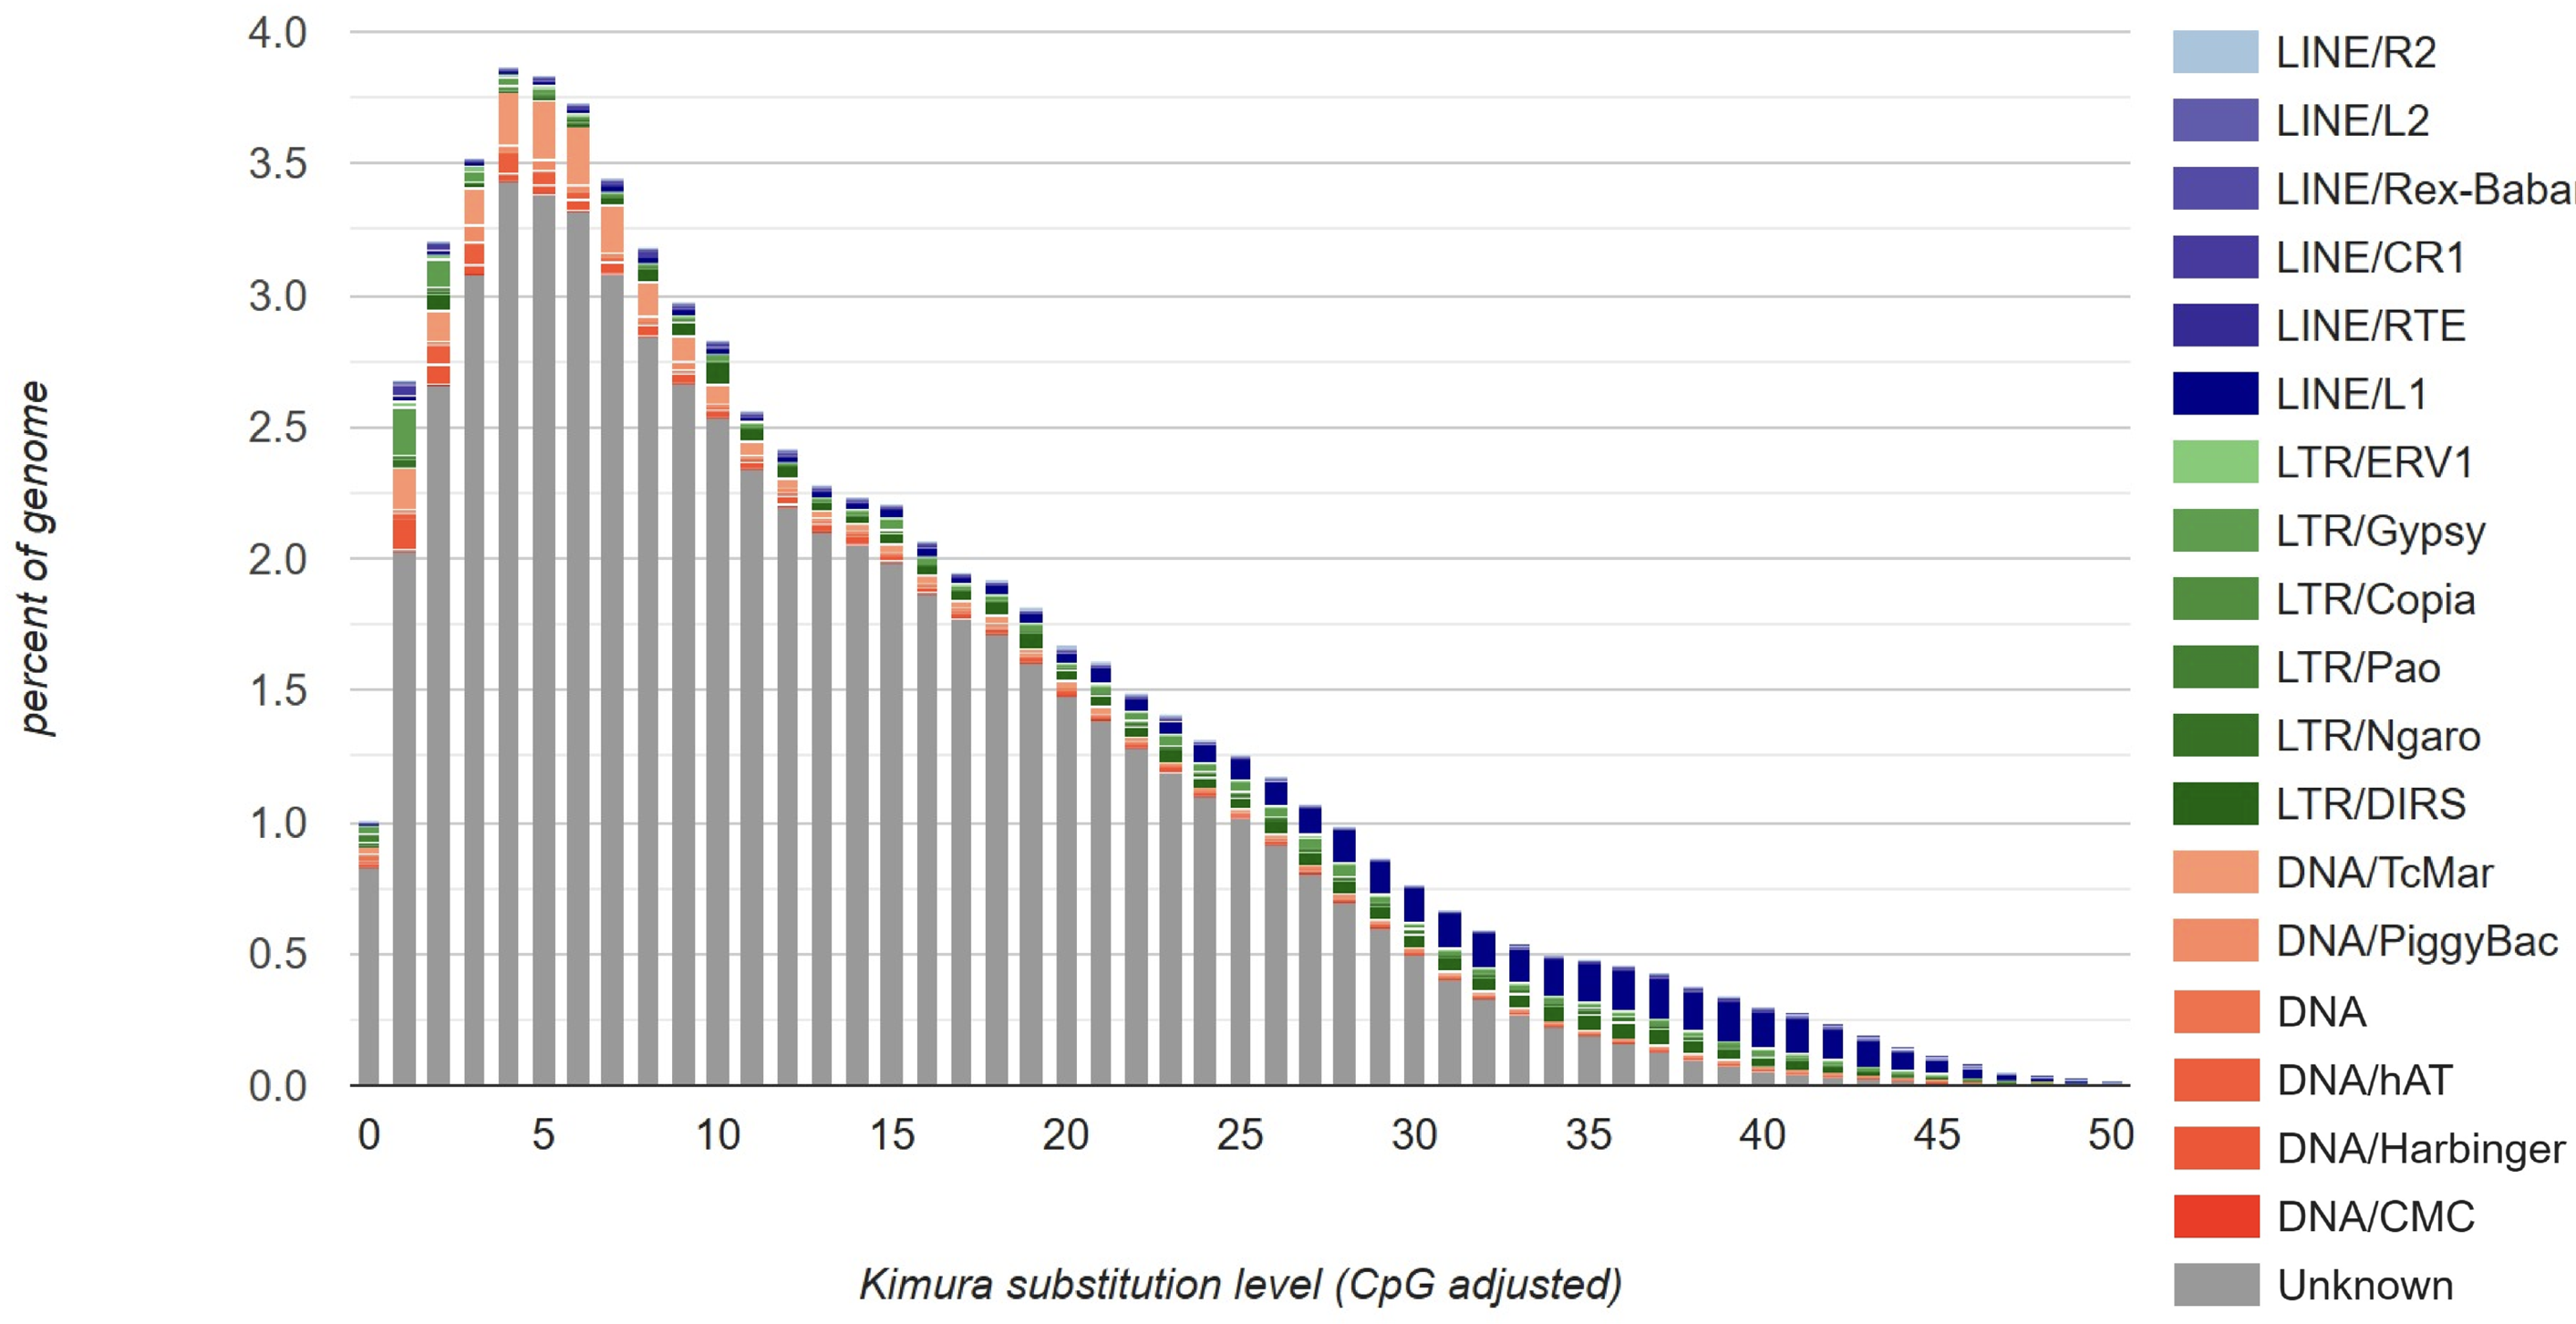 4.0
3.5
3.0
2.5
2.0
1.5
1.0
0.5
0.0
percent of genome
0 5 10 15 20 25 30 35 40 45 50
Kimura substitution level (CpG adjusted)
LINE/R2
LINE/L2
LINE/Rex-Babar
LINE/CR1
LINE/RTE
LINE/L1
LTR/ERV1
LTR/Gypsy
LTR/Copia
LTR/Pao
LTR/Ngaro
LTR/DIRS
DNA/TcMar
DNA/PiggyBac
DNA
DNA/hAT
DNA/Harbinger
DNA/CMC
Unknown